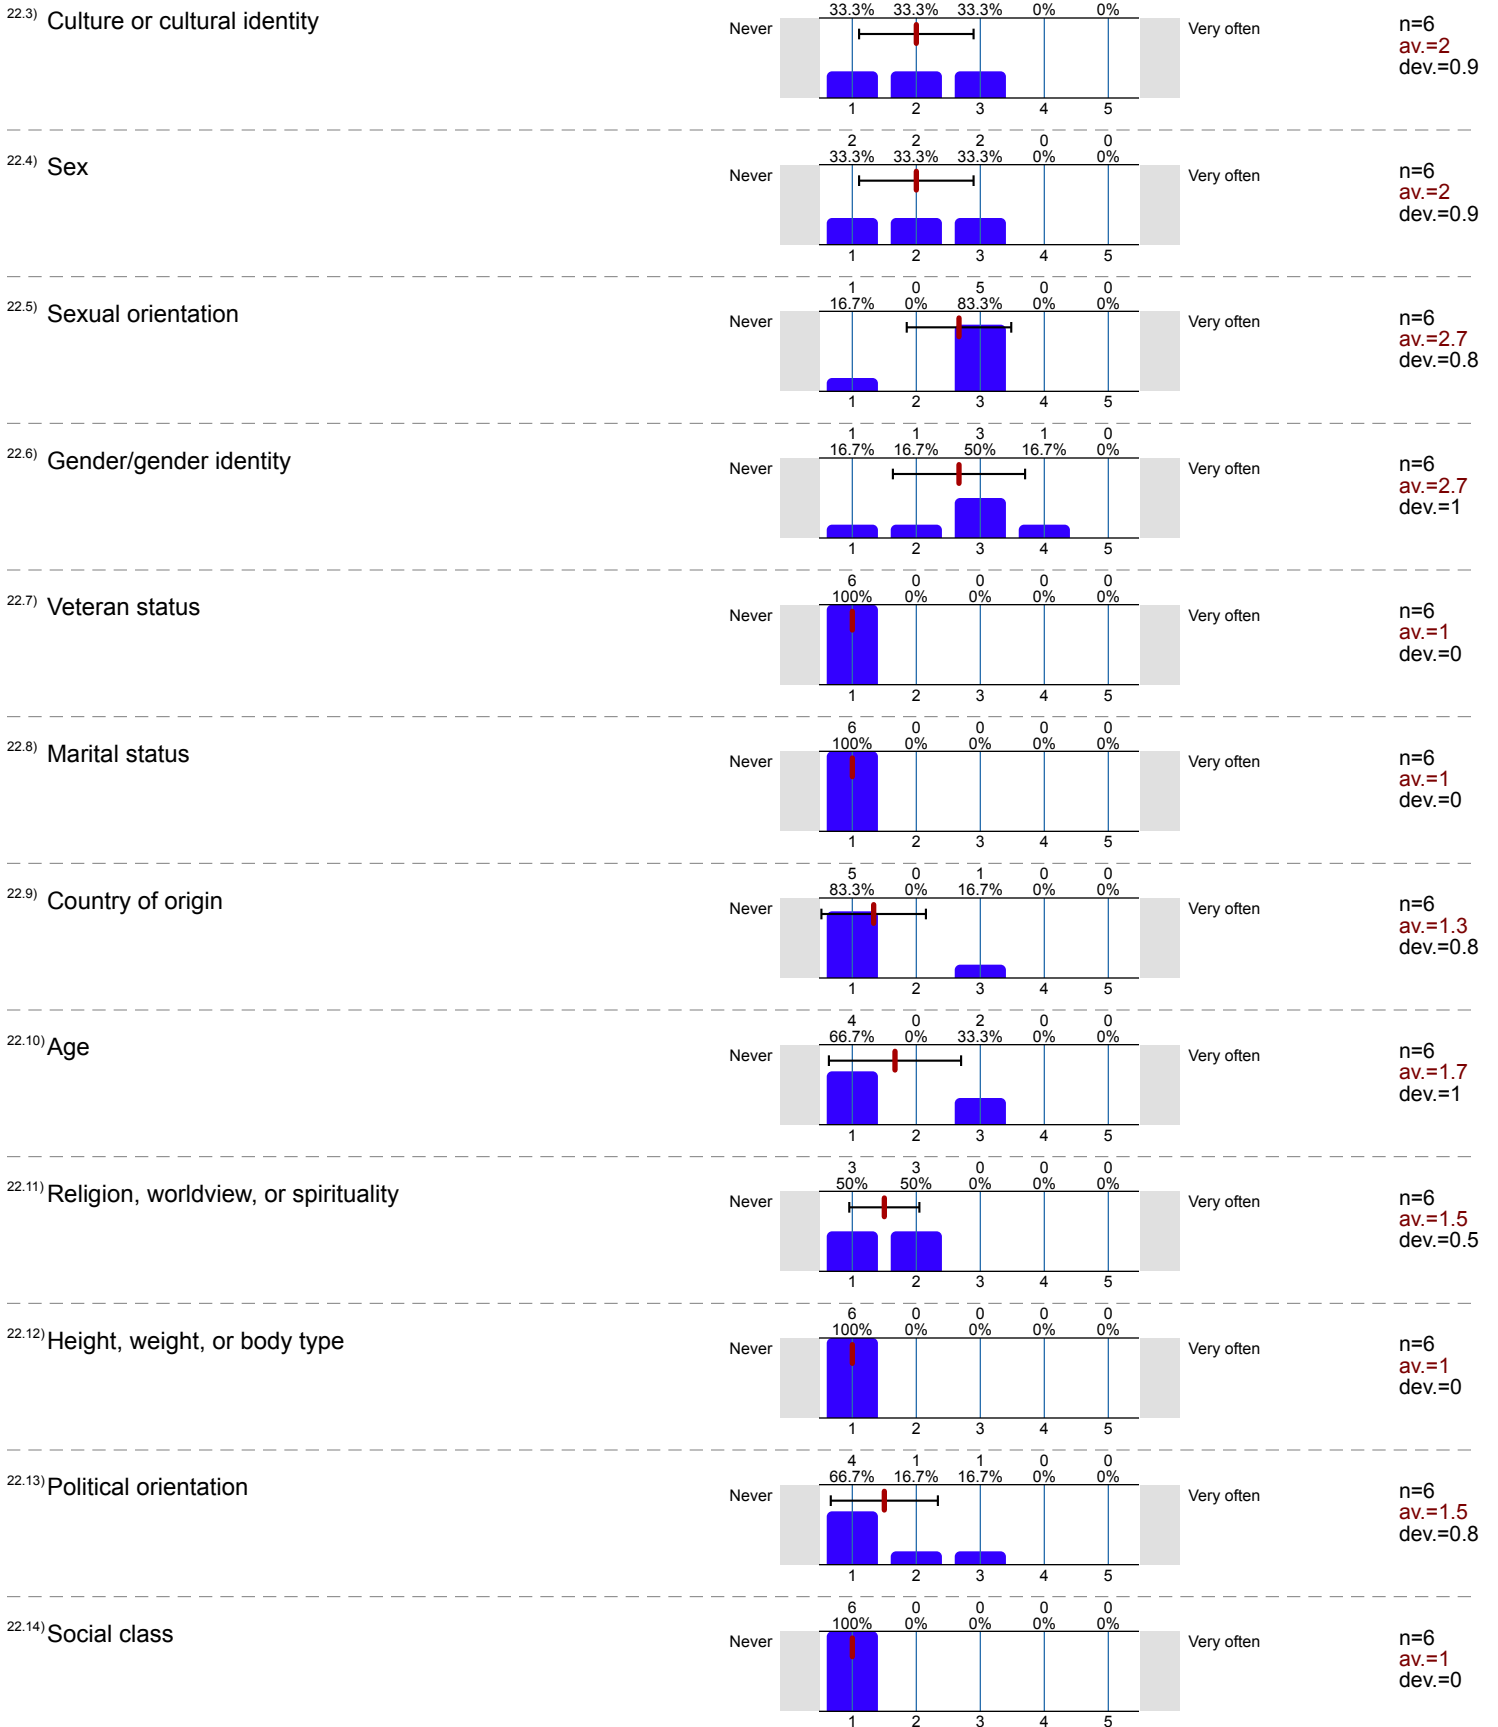 22.3) Culture or cultural identity
33.3% 33.3% 33.3% 0% 0%
Never Very often
n=6
av.=2
dev.=0.9
1 2 3 4 5
22.4) Sex
2 2 2 0 0
33.3% 33.3% 33.3% 0% 0%
Never Very often
n=6
av.=2
dev.=0.9
1 2 3 4 5
22.5) Sexual orientation
1 0 5 0 0
16.7% 0% 83.3% 0% 0%
Never Very often
n=6
av.=2.7
dev.=0.8
1 2 3 4 5
22.6) Gender/gender identity
1 1 3 1 0
16.7% 16.7% 50% 16.7% 0%
Never Very often
n=6
av.=2.7
dev.=1
1 2 3 4 5
22.7) Veteran status
6 0 0 0 0
100% 0% 0% 0% 0%
Never Very often
n=6
av.=1
dev.=0
1 2 3 4 5
22.8) Marital status
6 0 0 0 0
100% 0% 0% 0% 0%
Never Very often
n=6
av.=1
dev.=0
1 2 3 4 5
22.9) Country of origin
5 0 1 0 0
83.3% 0% 16.7% 0% 0%
Never Very often
n=6
av.=1.3
dev.=0.8
1 2 3 4 5
22.10) Age
4 0 2 0 0
66.7% 0% 33.3% 0% 0%
Never Very often
n=6
av.=1.7
dev.=1
1 2 3 4 5
22.11) Religion, worldview, or spirituality
3 3 0 0 0
50% 50% 0% 0% 0%
Never Very often
n=6
av.=1.5
dev.=0.5
1 2 3 4 5
22.12) Height, weight, or body type
6 0 0 0 0
100% 0% 0% 0% 0%
Never Very often
n=6
av.=1
dev.=0
1 2 3 4 5
22.13) Political orientation
4 1 1 0 0
66.7% 16.7% 16.7% 0% 0%
Never Very often
n=6
av.=1.5
dev.=0.8
1 2 3 4 5
22.14) Social class
6 0 0 0 0
100% 0% 0% 0% 0%
Never Very often
n=6
av.=1
dev.=0
1 2 3 4 5